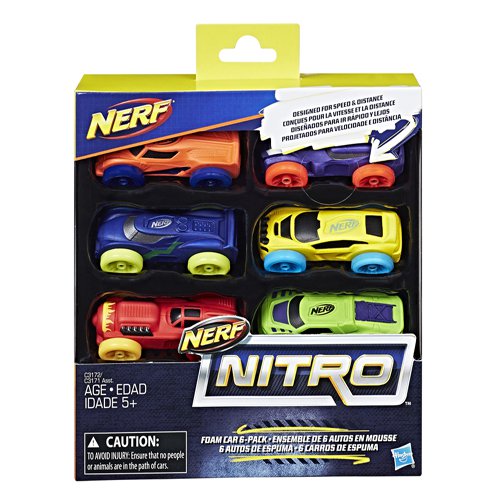 NERF
DESIGNED FOR SPEED & DISTANCE
CONÇUES POUR LA VITESSE ET LA DISTANCE
DISEÑADOS PARA IR RÁPIDO Y LEJOS
PROJETADOS PARA VELOCIDADE E DISTÂNCIA
NERF
NERF
NERF
NITRO™
C3172/
C3171 Asst.
AGE • EDAD
IDADE 5+
FOAM CAR 6-PACK • ENSEMBLE DE 6 AUTOS EN MOUSSE
6 AUTOS DE ESPUMA • 6 CARROS DE ESPUMA
CAUTION:
TO AVOID INJURY: Ensure that no people
or animals are in the path of cars.
Hasbro